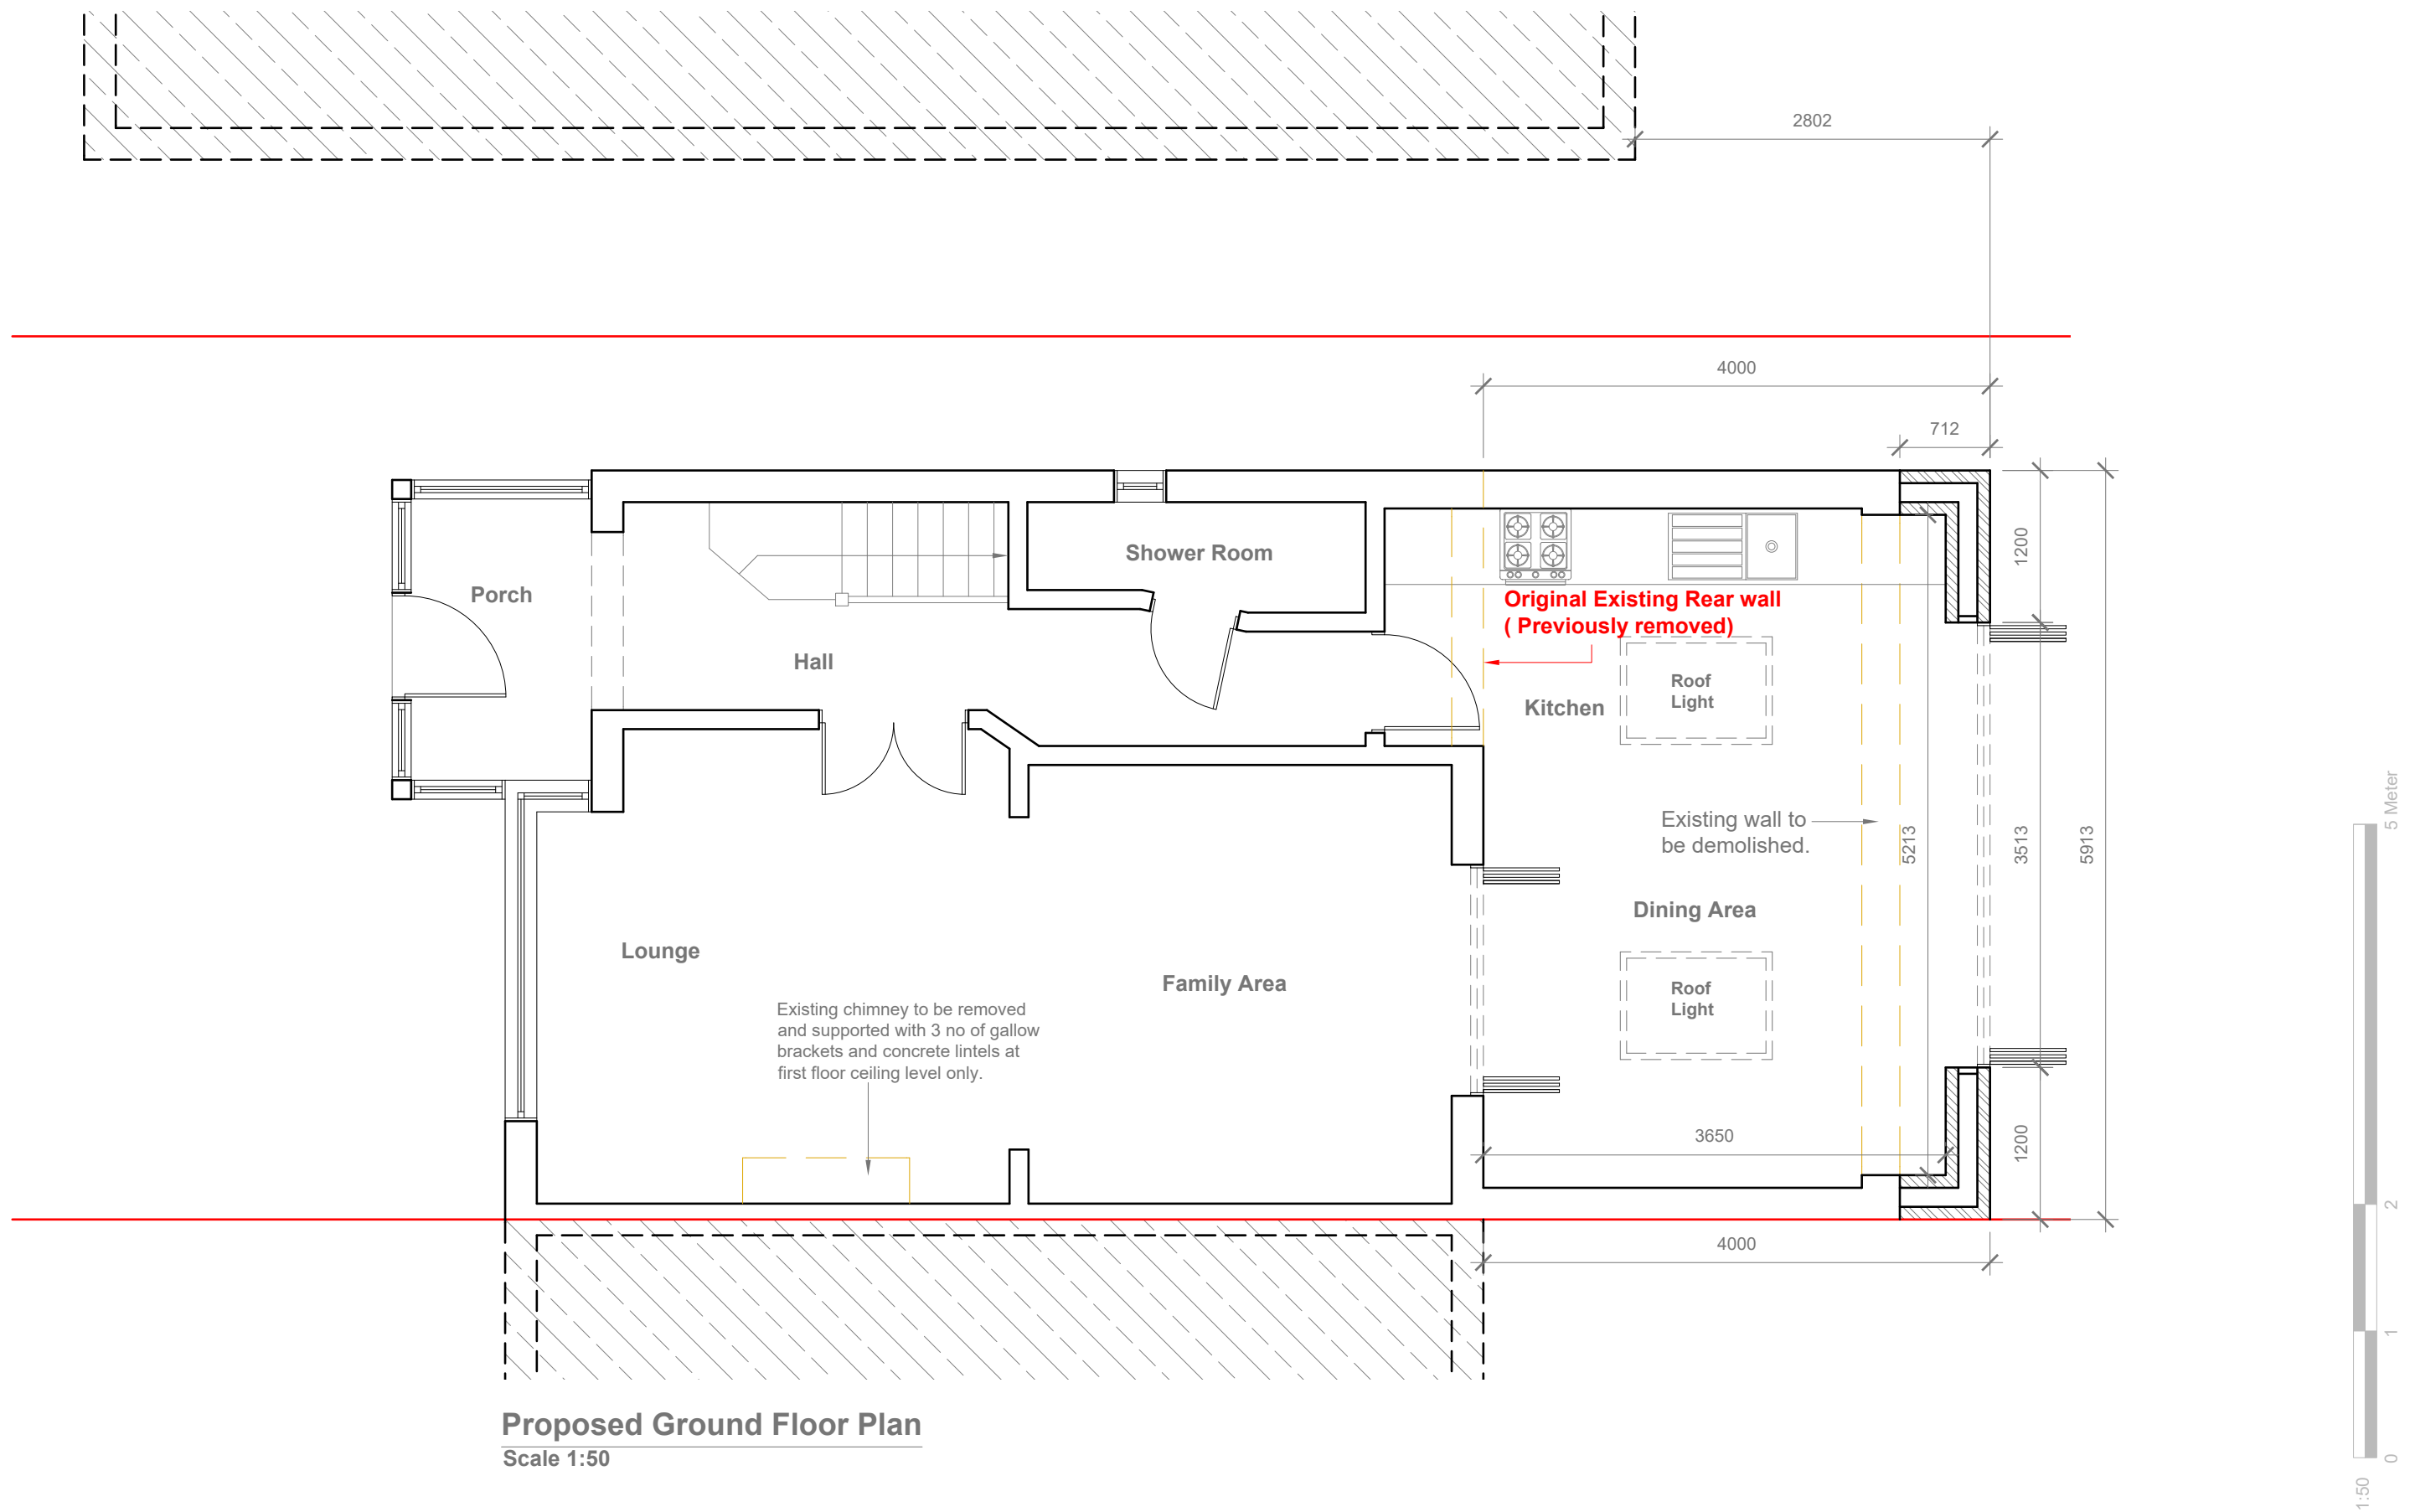 2802
4000
712
1200
Shower Room
Porch
Original Existing Rear wall
( Previously removed)
Hall
Roof
Light
Kitchen
Existing wall to
be demolished.
5213
3513
5913
5 Meter
Dining Area
Lounge
Family Area
Roof
Light
Existing chimney to be removed
and supported with 3 no of gallow
brackets and concrete lintels at
first floor ceiling level only.
3650
1200
2
4000
1
Proposed Ground Floor Plan
Scale 1:50
0
1:50